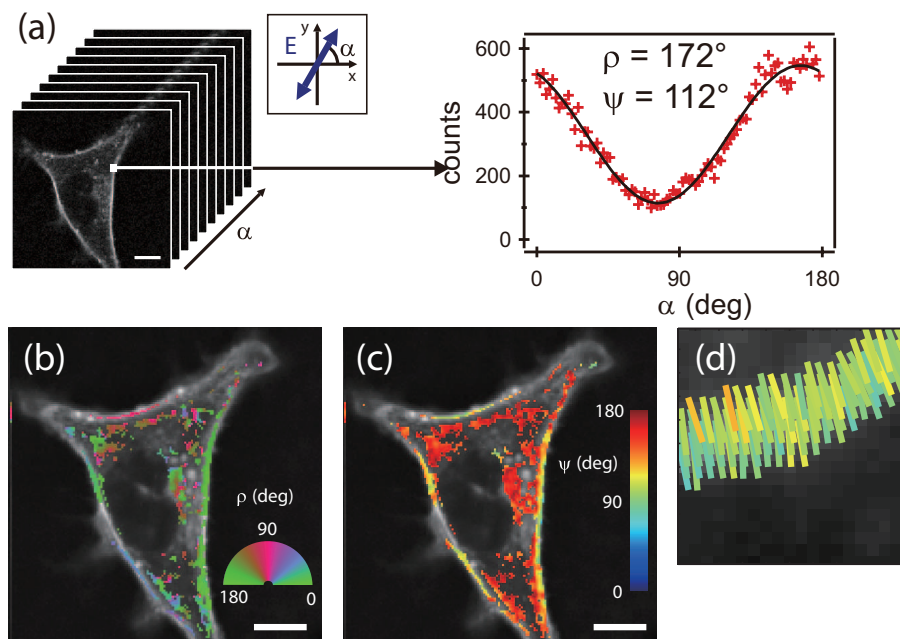 (a)
E
y
α
x
α
ρ = 172°
ψ = 112°
600
400
200
0
counts
0
90
180
α (deg)
(b)
ρ (deg)
90
180
0
(c)
180
ψ
(deg)
90
0
(d)